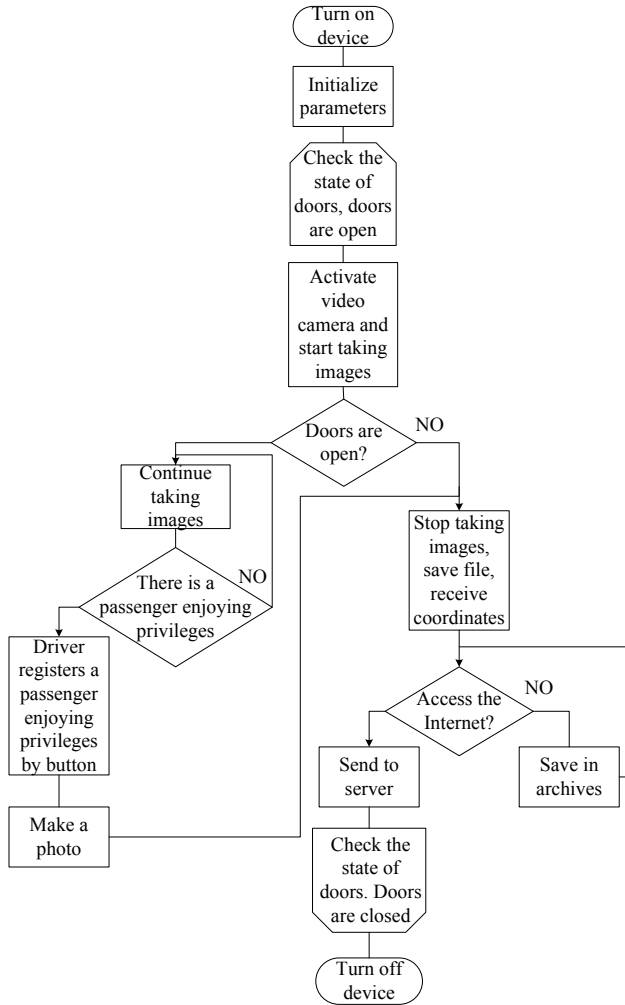 Turn on
device
Initialize
parameters
Check the
state of
doors, doors
are open
Activate
video
camera and
start taking
images
Doors are
open?
NO
Continue
taking
images
There is a
passenger enjoying
privileges
NO
Driver
registers a
passenger
enjoying
privileges
by button
Make a
photo
Stop taking
images,
save file,
receive
coordinates
Access the
Internet?
NO
Send to
server
Save in
archives
Check the
state of
doors. Doors
are closed
Turn off
device